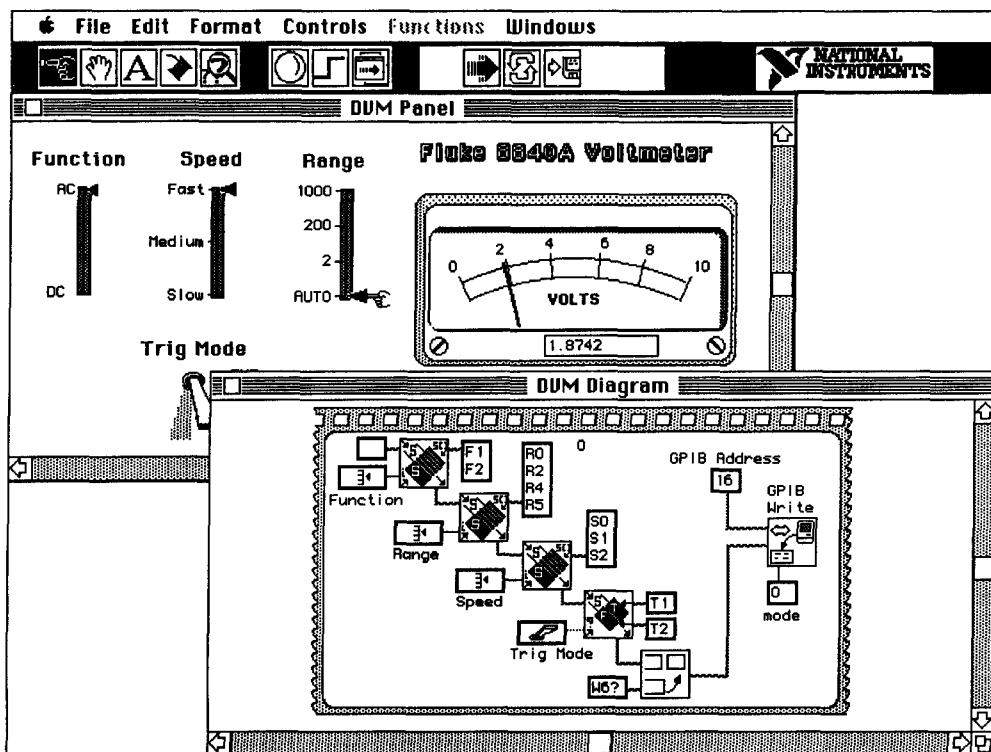 File Edit Format Controls Functions Windows
A
NATIONAL
INSTRUMENTS
DVM Panel
Function
Speed
Range
Fluke 8840A Voltmeter
AC
DC
Fast
Medium
Slow
1000
200
2
AUTO
0 2 4 6 8 10
VOLTS
1.8742
Trig Mode
DVM Diagram
0
F1
F2
Function
R0
R2
R4
R5
Range
S0
S1
S2
Speed
T1
T2
Trig Mode
W6?
GPIB Address
16
GPIB
Write
0
mode